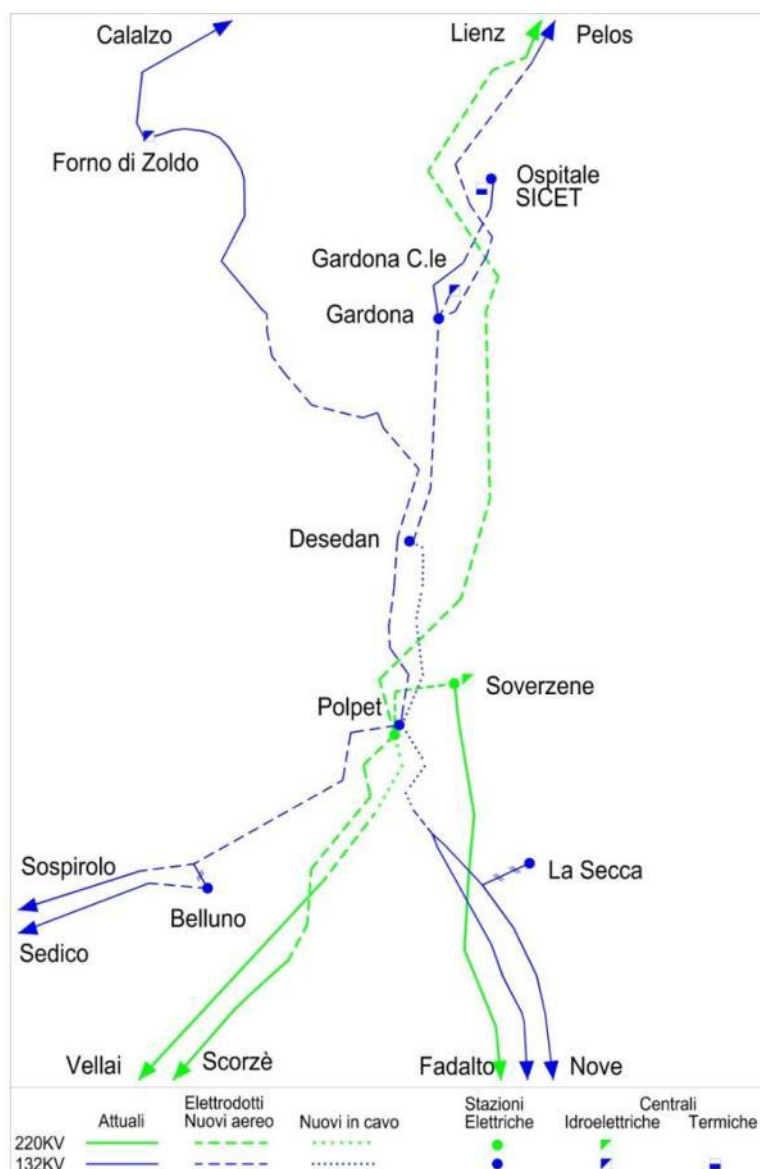 Calalzo
Lienz
Pelos
Forno di Zoldo
Ospitale
SICET
Gardona C.le
Gardona
Desedan
Soverzene
Polpet
Sospirolo
La Secca
Belluno
Sedico
Vellai
Scorzè
Fadalto
Nove
Elettrodotti
Attuali
Nuovi aereo
Nuovi in cavo
Stazioni
Elettriche
Centrali
Idroelettriche
Termiche
220KV
132KV